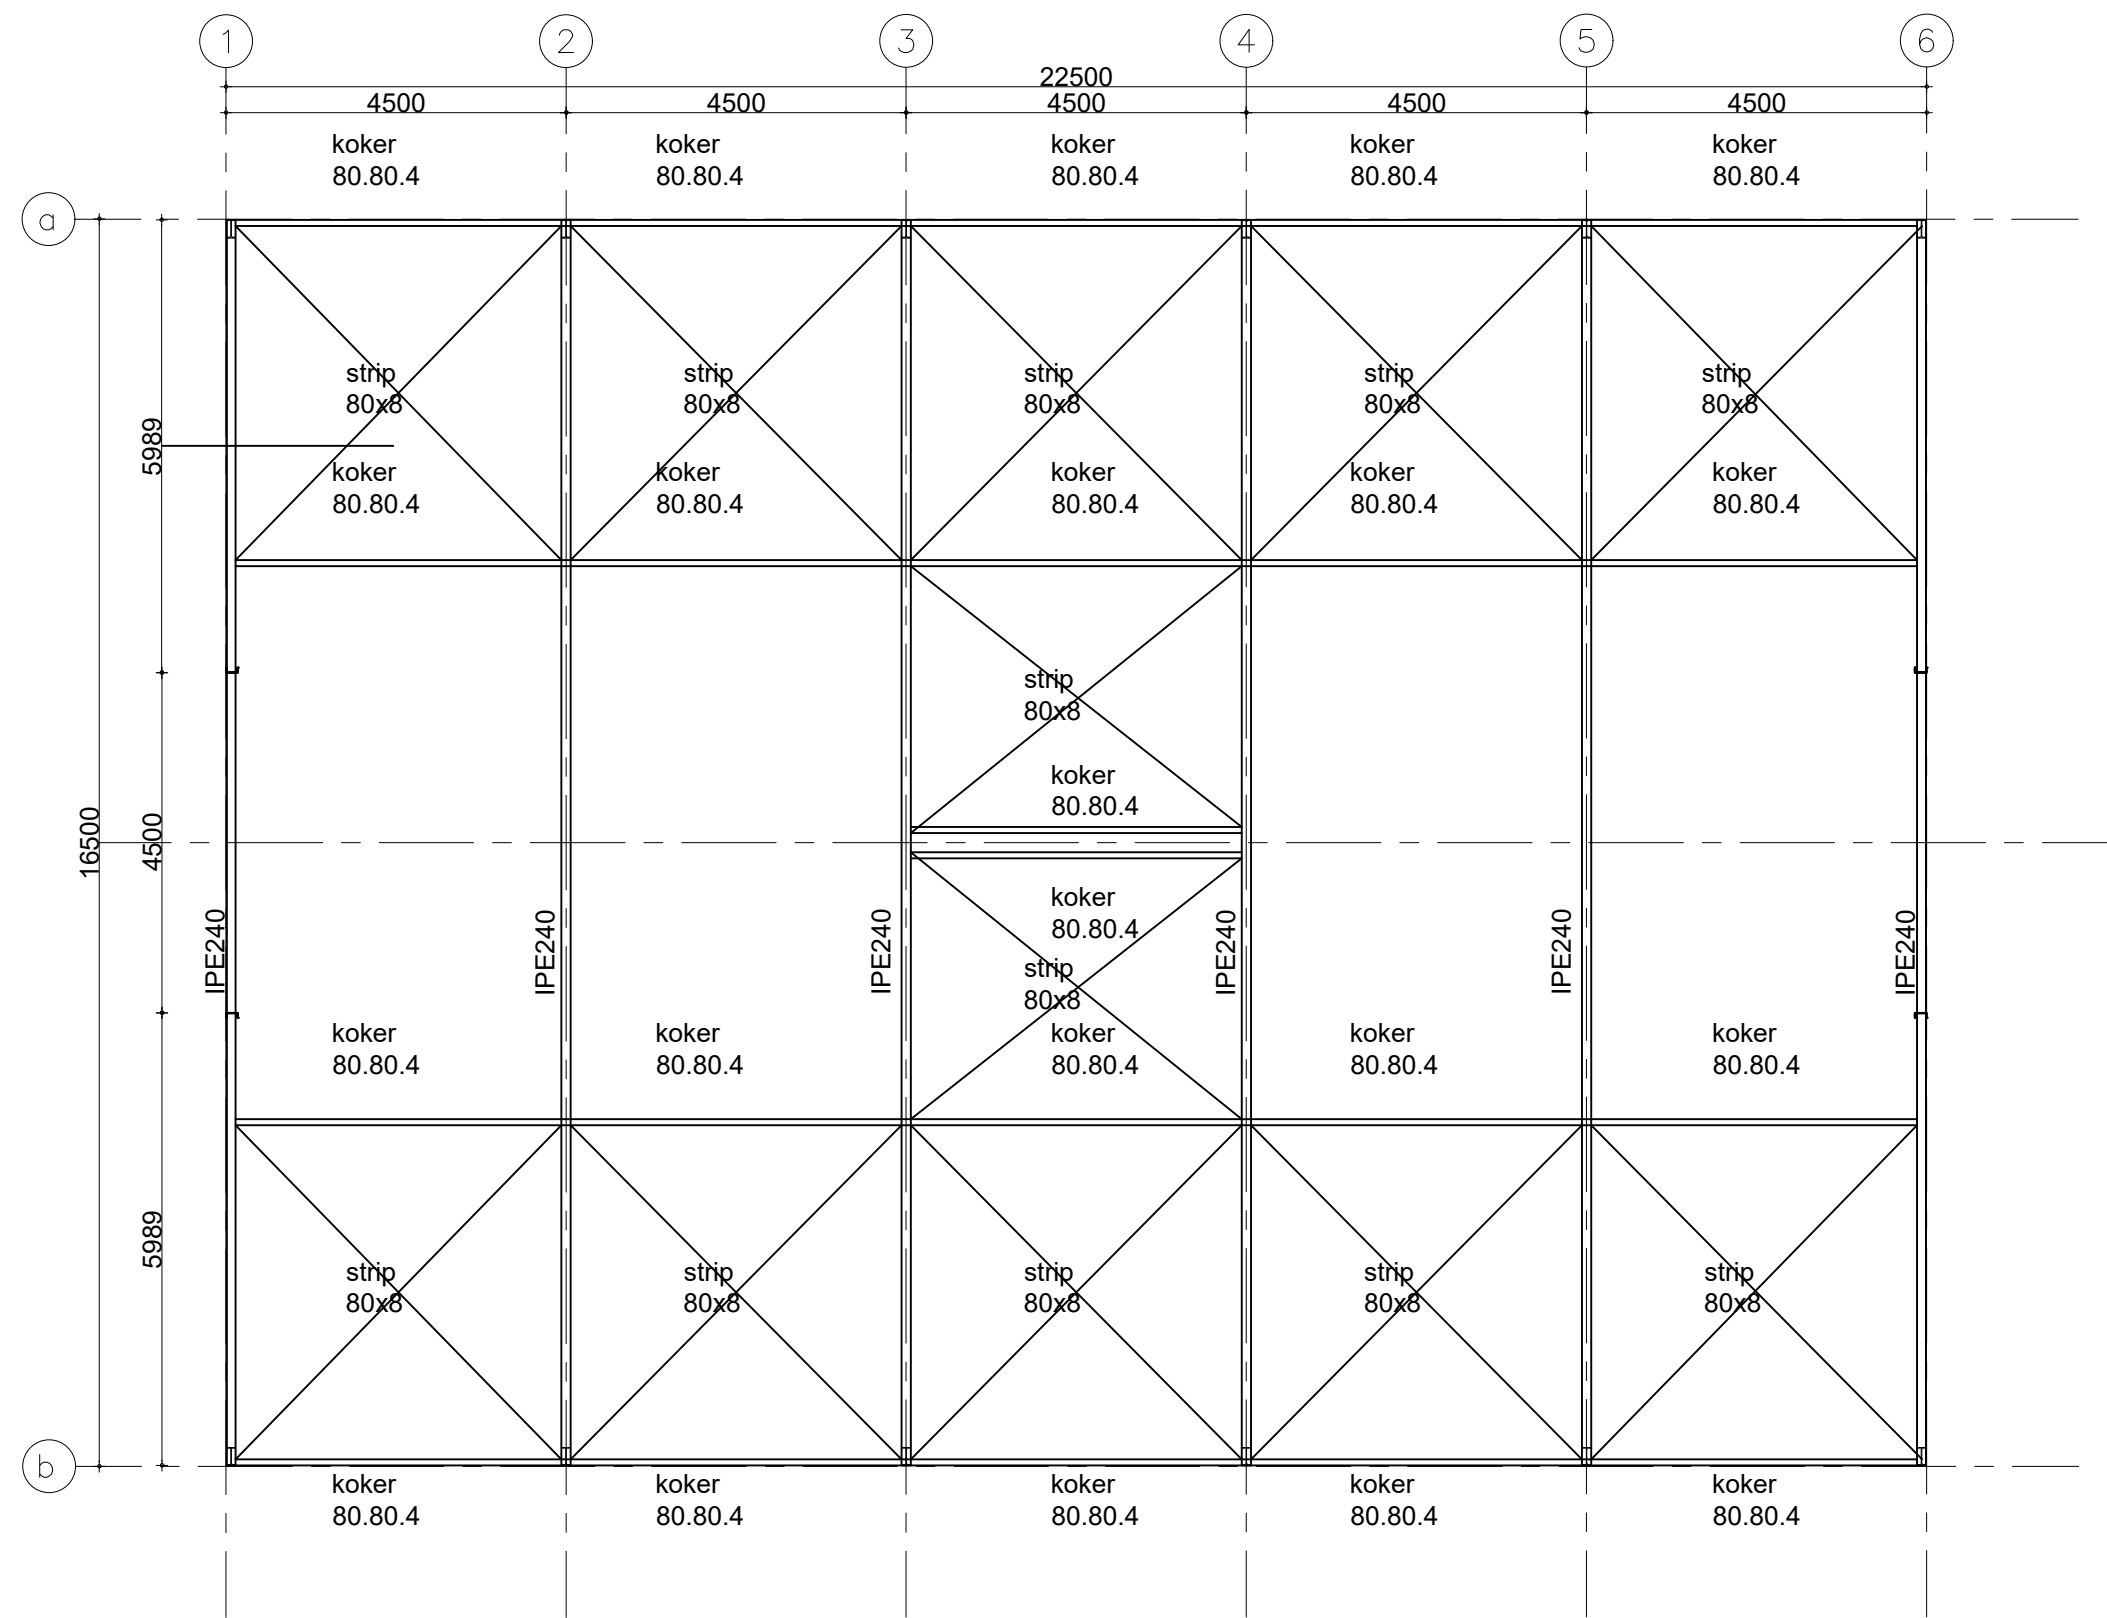 1 2 3 4 5 6
22500
4500 4500 4500 4500 4500
koker koker koker koker koker
80.80.4 80.80.4 80.80.4 80.80.4 80.80.4
a
strip strip strip strip strip
80x8 80x8 80x8 80x8 80x8
5989
koker koker koker koker koker
80.80.4 80.80.4 80.80.4 80.80.4 80.80.4
strip
80x8
koker
80.80.4
16500
4500
koker
80.80.4
IPE240 IPE240 IPE240 IPE240 IPE240 IPE240
strip
80x8
koker koker koker koker koker
80.80.4 80.80.4 80.80.4 80.80.4 80.80.4
5989
strip strip strip strip strip
80x8 80x8 80x8 80x8 80x8
b
koker koker koker koker koker
80.80.4 80.80.4 80.80.4 80.80.4 80.80.4